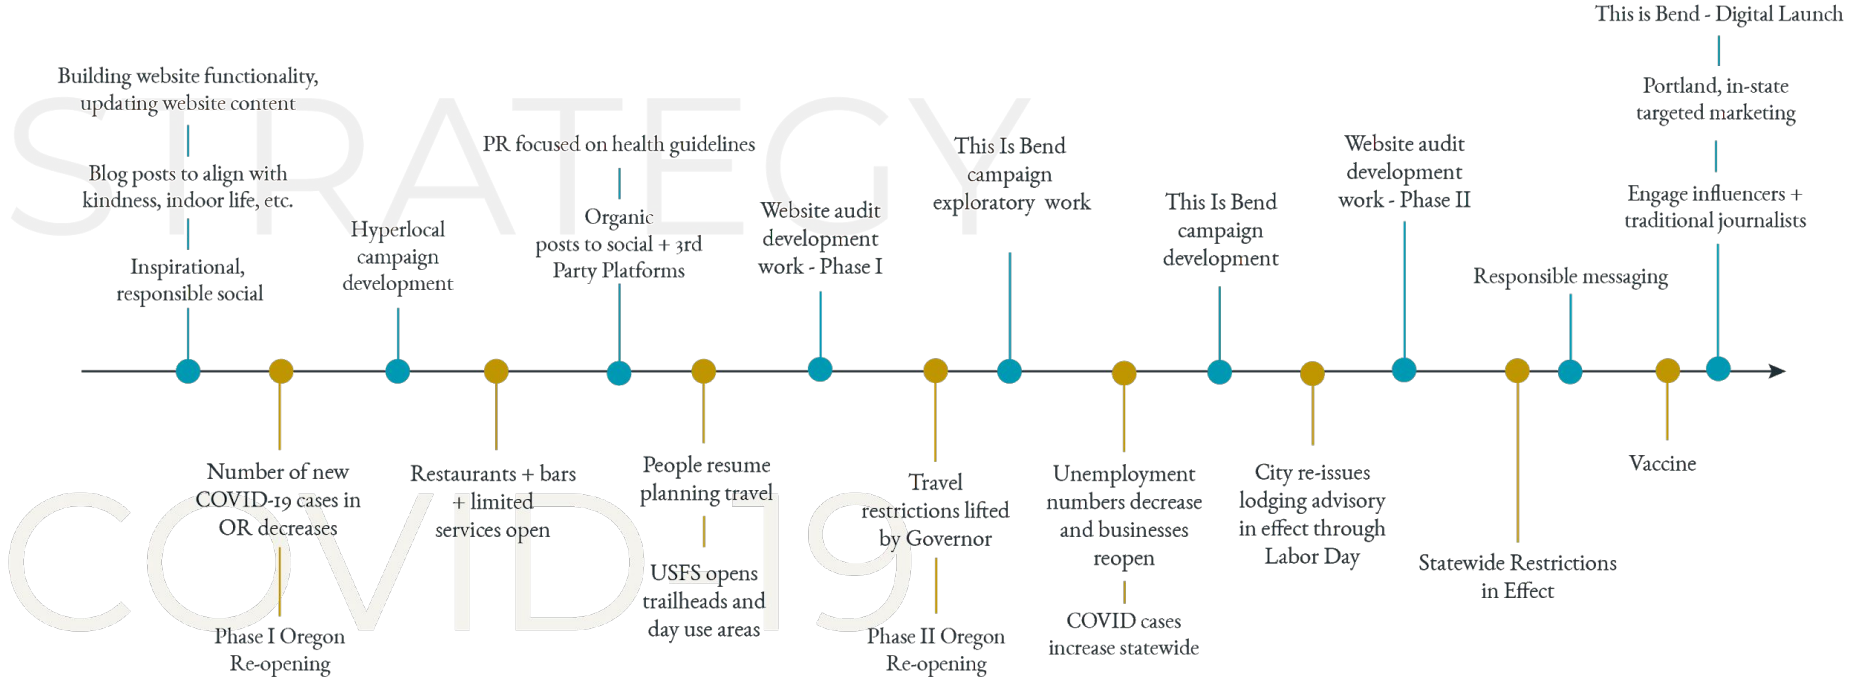 This is Bend - Digital Launch
Building website functionality,
updating website content
Portland, in-state
targeted marketing
STRATEGY
PR focused on health guidelines
This Is Bend
campaign
exploratory work
Website audit
development
work - Phase II
Blog posts to align with
kindness, indoor life, etc.
Engage influencers +
traditional journalists
Organic
posts to social + 3rd
Party Platforms
Website audit
development
work - Phase I
This Is Bend
campaign
development
Hyperlocal
campaign
development
Inspirational,
responsible social
Responsible messaging
Number of new
COVID-19 cases in
OR decreases
Phase I Oregon
Re-opening
Restaurants + bars
+ limited
services open
People resume
planning travel
USFS opens
trailheads and
day use areas
Travel
restrictions lifted
by Governor
Phase II Oregon
Re-opening
Unemployment
numbers decrease
and businesses
reopen
COVID cases
increase statewide
City re-issues
lodging advisory
in effect through
Labor Day
Statewide Restrictions
in Effect
Vaccine
COVID-19